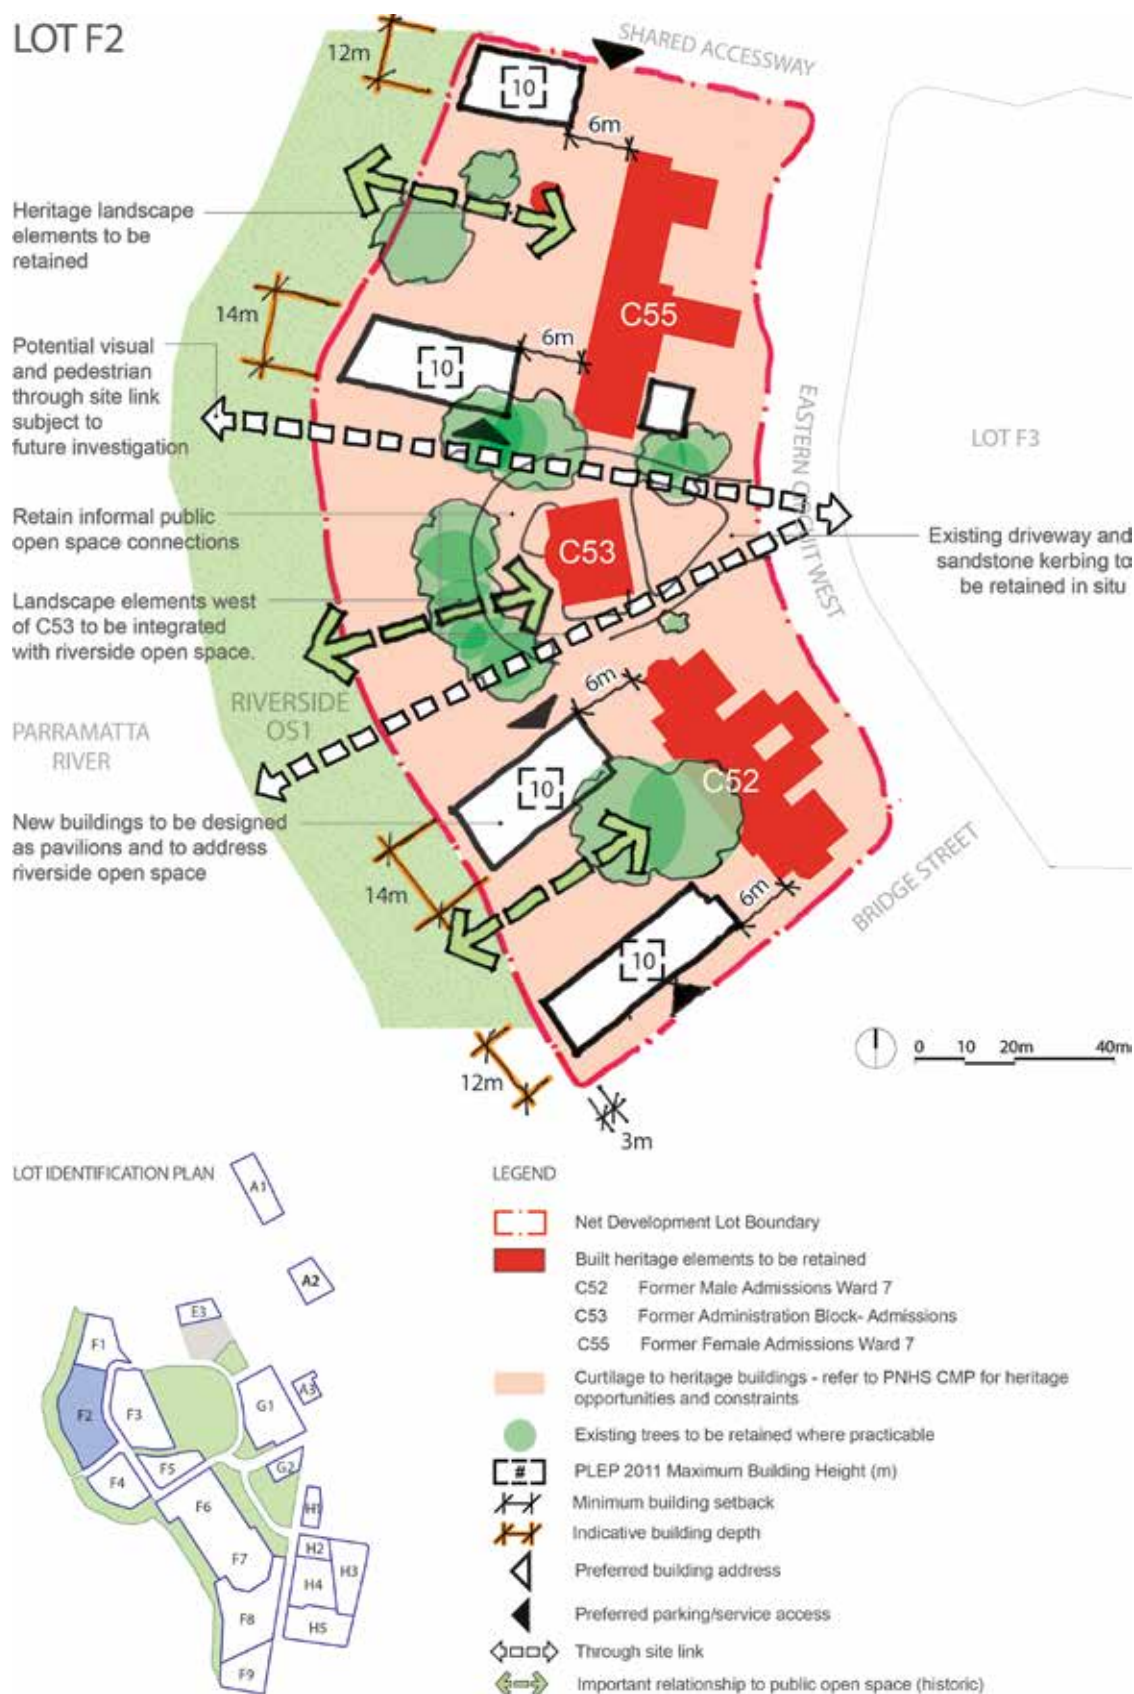 LOT F2
SHARED ACCESSWAY
12m
10
6m
Heritage landscape
elements to be
retained
C55
14m
6m
10
Potential visual
and pedestrian
through site link
subject to
future investigation
EASTERN CIRCUIT WEST
LOT F3
Retain informal public
open space connections
C53
Existing driveway and
sandstone kerbing to
be retained in situ
Landscape elements west
of C53 to be integrated
with riverside open space.
6m
RIVERSIDE
OS1
PARRAMATTA
RIVER
C52
10
New buildings to be designed
as pavilions and to address
riverside open space
14m
6m
BRIDGE STREET
10
0 10 20m 40m
12m
3m
LOT IDENTIFICATION PLAN
A1
A2
E3
F1
A3
G1
F2
F3
F5
G2
F4
F6
H1
H2
F7
H3
H4
F8
H5
F9
LEGEND
Net Development Lot Boundary
Built heritage elements to be retained
C52 Former Male Admissions Ward 7
C53 Former Administration Block- Admissions
C55 Former Female Admissions Ward 7
Curtilage to heritage buildings - refer to PNHS CMP for heritage
opportunities and constraints
Existing trees to be retained where practicable
# PLEP 2011 Maximum Building Height (m)
Minimum building setback
Indicative building depth
Preferred building address
Preferred parking/service access
Through site link
Important relationship to public open space (historic)